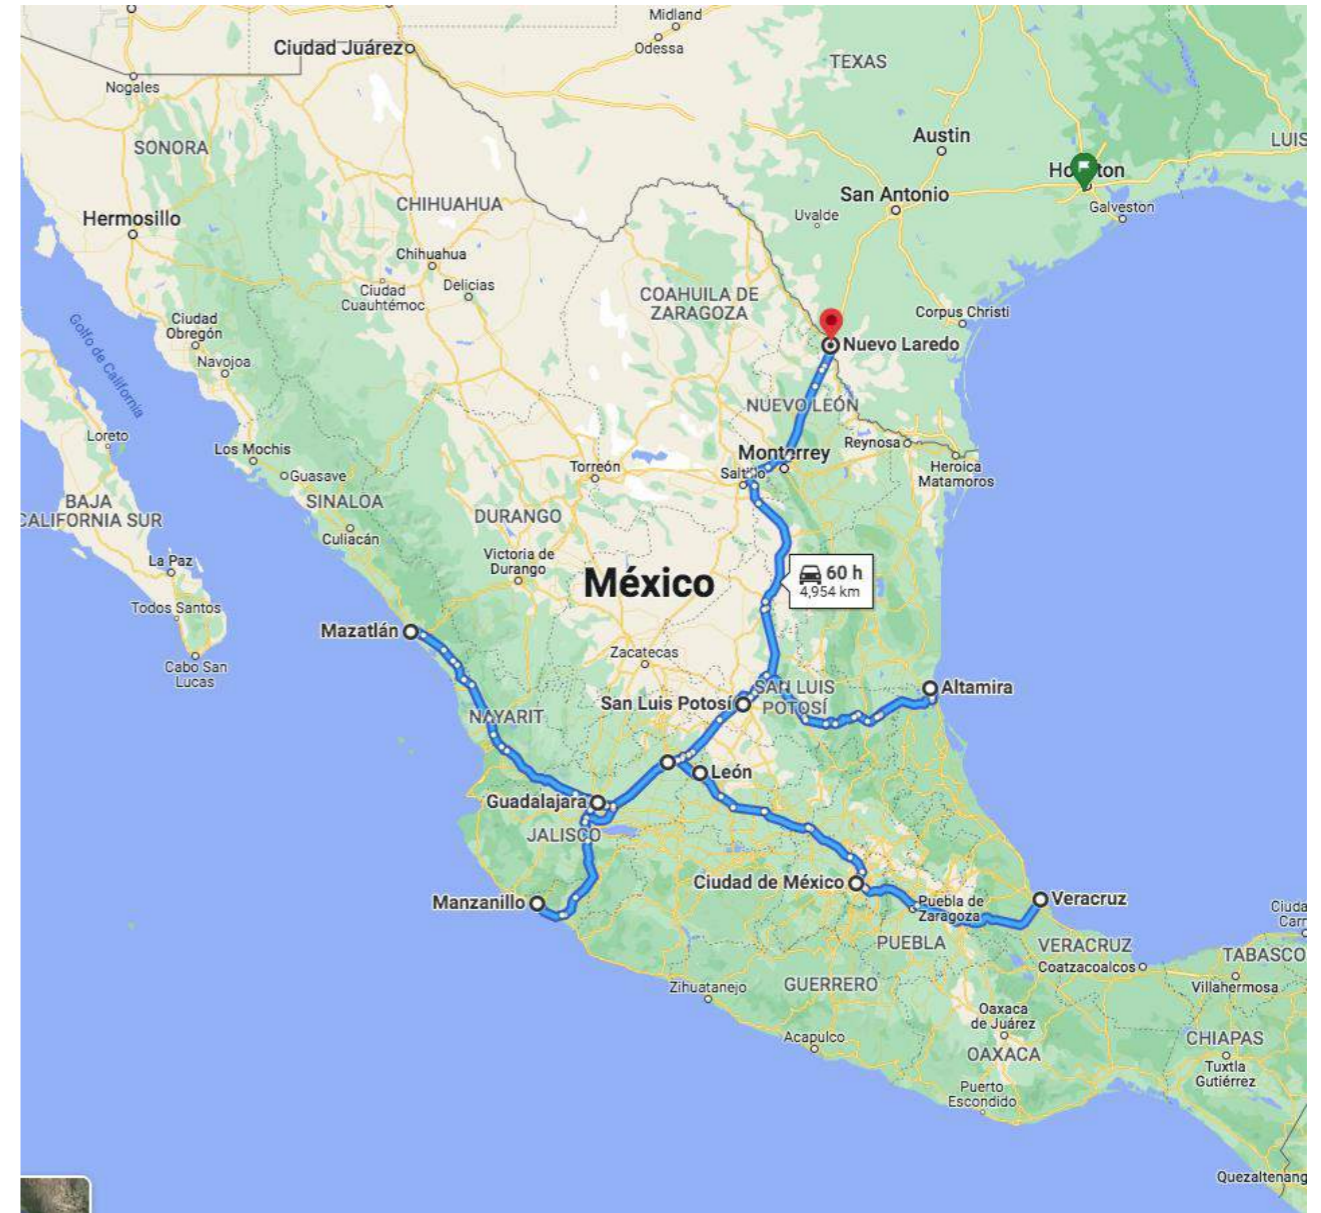 Midland
Odessa
Ciudad Juárez
Nogales
TEXAS
SONORA
Austin
LUIS
San Antonio
Galveston
Uvalde
CHIHUAHUA
Hermosillo
Chihuahua
Ciudad
Cuauhtémoc
Delicias
COAHUILA DE
ZARAGOZA
Corpus Christi
Ciudad
Obregón
Golfo de California
Navojoa
Nuevo Laredo
NUEVO LEÓN
Loreto
Los Mochis
Guasave
Reynosa
Monterrey
Saltillo
Torreón
Heroica
Matamoros
BAJA
CALIFORNIA SUR
SINALOA
Culiacán
DURANGO
La Paz
Victoria de
Durango
México
60 h
4,954 km
Todos Santos
Mazatlán
Cabo San
Lucas
Zacatecas
SAN LUIS
POTOSÍ
Altamira
San Luis Potosí
NAYARIT
León
Guadalajara
JALISCO
Manzanillo
Ciudad de México
Puebla de
Zaragoza
Veracruz
Ciuda
Carr
PUEBLA
VERACRUZ
TABASCO
Coatzacoalcos
Villahermosa
Zihuatanejo
GUERRERO
Oaxaca
de Juárez
Acapulco
OAXACA
CHIAPAS
Tuxtla
Gutiérrez
Puerto
Escondido
Quezaltenang